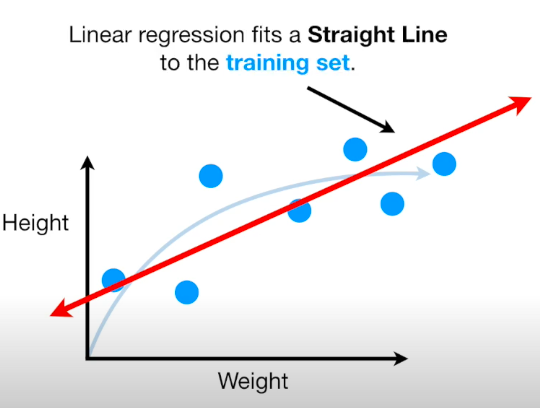 Linear regression fits a Straight Line
to the training set.
Height
Weight